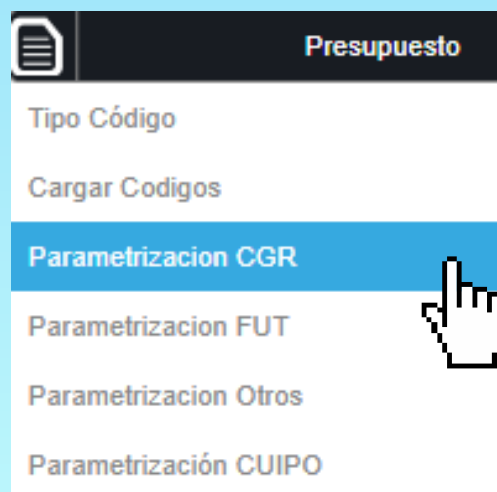 Presupuesto
Tipo Código
Cargar Codigos
Parametrizacion CGR
Parametrizacion FUT
Parametrizacion Otros
Parametrización CUIPO